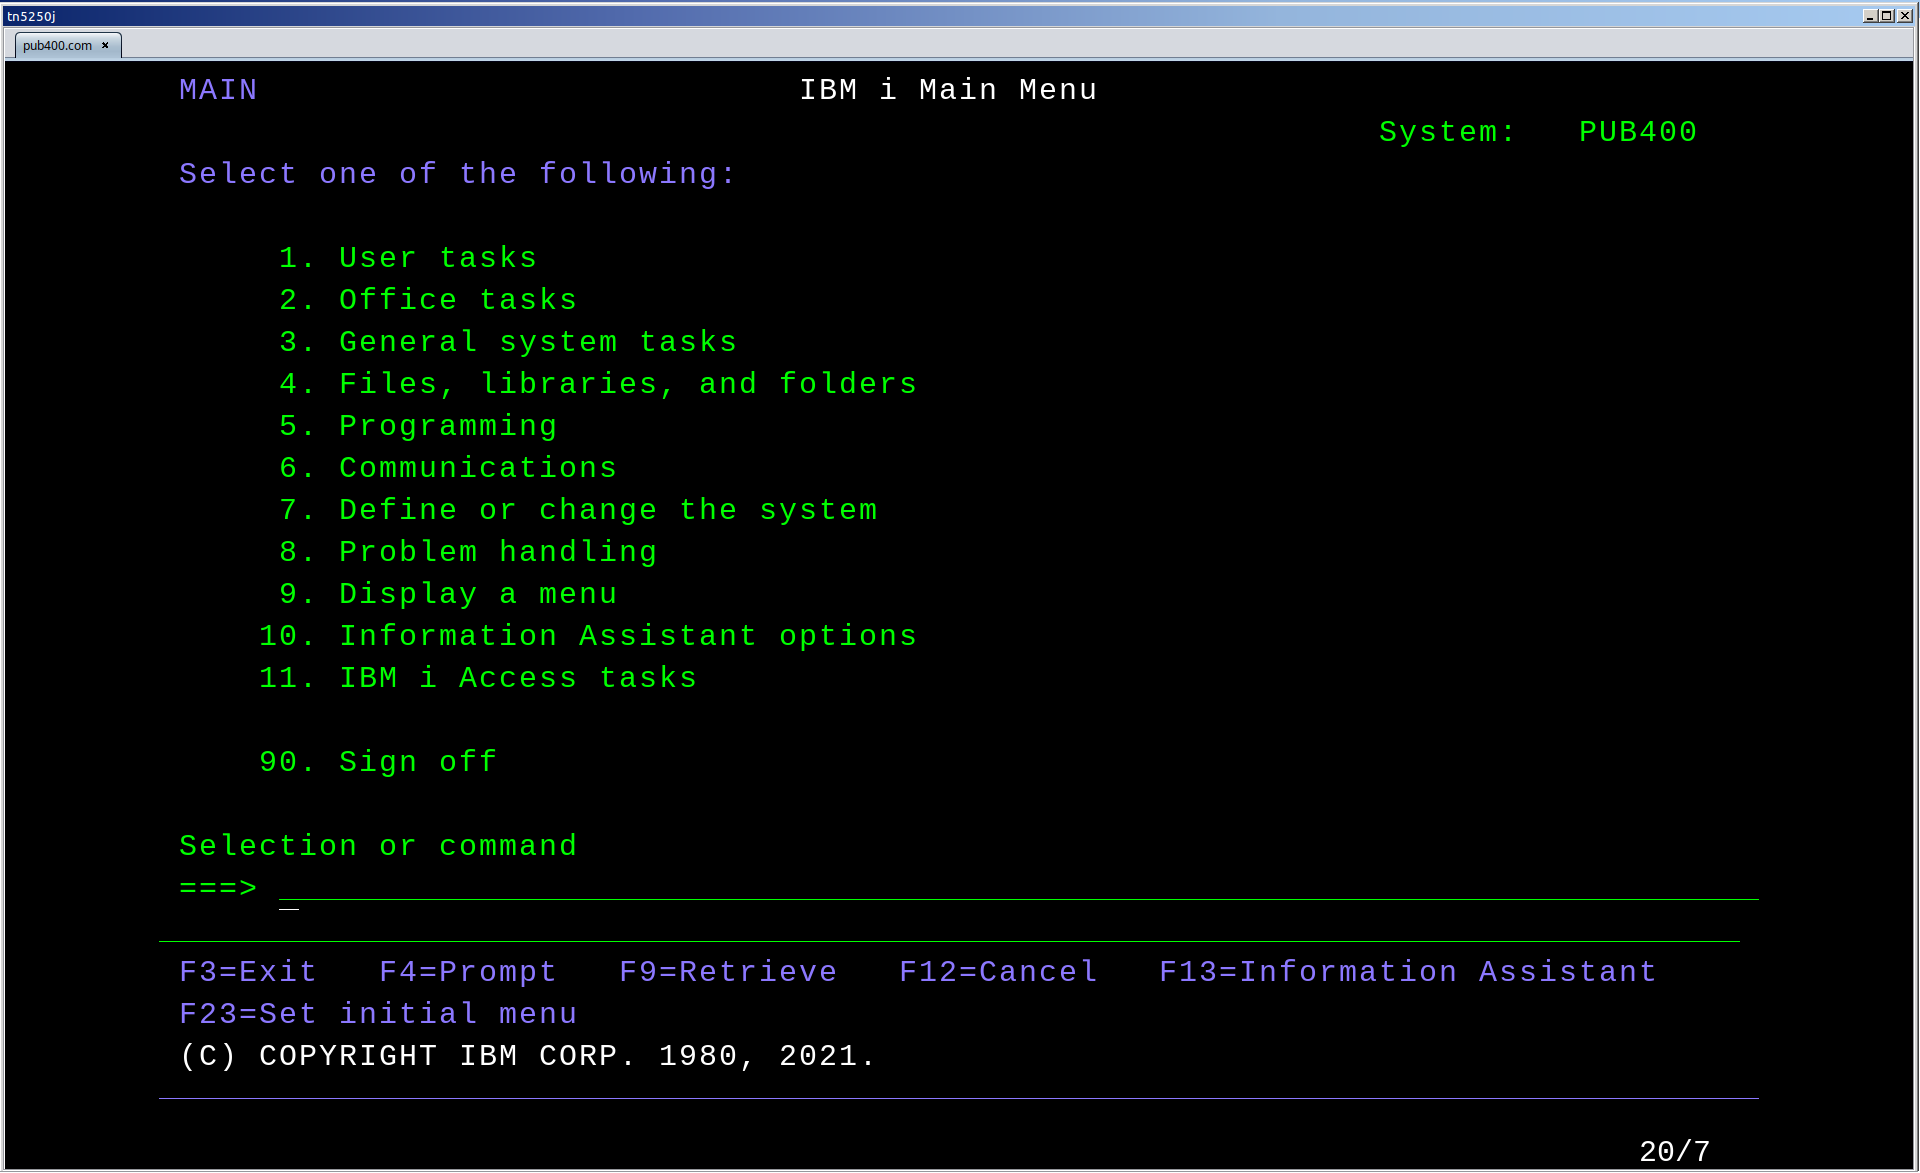 tn5250j
pub400.com
MAIN IBM i Main Menu
System: PUB400
Select one of the following:
1. User tasks
2. Office tasks
3. General system tasks
4. Files, libraries, and folders
5. Programming
6. Communications
7. Define or change the system
8. Problem handling
9. Display a menu
10. Information Assistant options
11. IBM i Access tasks
90. Sign off
Selection or command
===>
F3=Exit F4=Prompt F9=Retrieve F12=Cancel F13=Information Assistant
F23=Set initial menu
(C) COPYRIGHT IBM CORP. 1980, 2021.
20/7